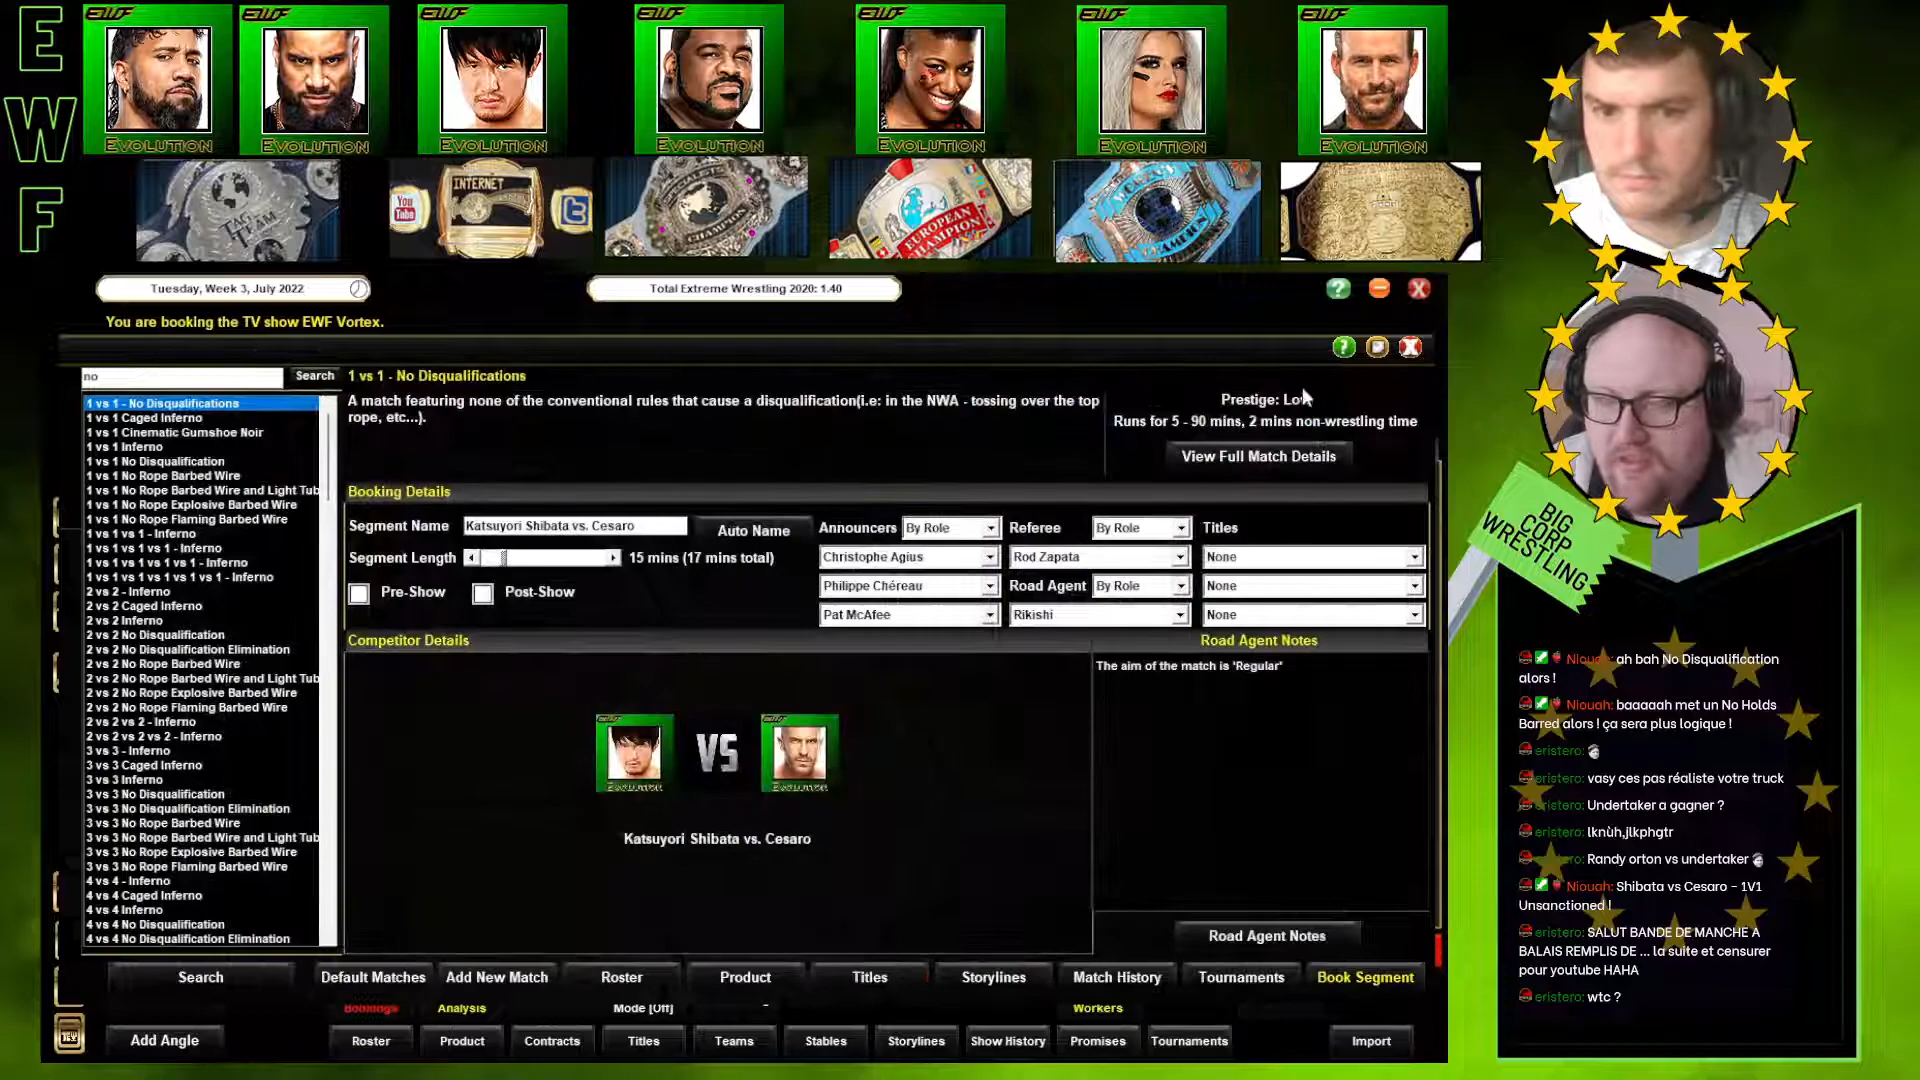 E
W
F
EWF EWF EWF EWF EWF EWF EWF
EVOLUTION EVOLUTION EVOLUTION EVOLUTION EVOLUTION EVOLUTION EVOLUTION
TAG TEAM
You Tube
INTERNET
CHAMPION
EUROPEAN CHAMPION
Tuesday, Week 3, July 2022
Total Extreme Wrestling 2020: 1.40
You are booking the TV show EWF Vortex.
no
Search
1 vs 1 - No Disqualifications
1 vs 1 Caged Inferno
1 vs 1 Cinematic Gumshoe Noir
1 vs 1 Inferno
1 vs 1 No Disqualification
1 vs 1 No Rope Barbed Wire
1 vs 1 No Rope Barbed Wire and Light Tub
1 vs 1 No Rope Explosive Barbed Wire
1 vs 1 No Rope Flaming Barbed Wire
1 vs 1 vs 1 - Inferno
1 vs 1 vs 1 vs 1 - Inferno
1 vs 1 vs 1 vs 1 vs 1 - Inferno
1 vs 1 vs 1 vs 1 vs 1 vs 1 - Inferno
2 vs 2 - Inferno
2 vs 2 Caged Inferno
2 vs 2 Inferno
2 vs 2 No Disqualification
2 vs 2 No Disqualification Elimination
2 vs 2 No Rope Barbed Wire
2 vs 2 No Rope Barbed Wire and Light Tub
2 vs 2 No Rope Explosive Barbed Wire
2 vs 2 No Rope Flaming Barbed Wire
2 vs 2 vs 2 - Inferno
2 vs 2 vs 2 vs 2 - Inferno
3 vs 3 - Inferno
3 vs 3 Caged Inferno
3 vs 3 Inferno
3 vs 3 No Disqualification
3 vs 3 No Disqualification Elimination
3 vs 3 No Rope Barbed Wire
3 vs 3 No Rope Barbed Wire and Light Tub
3 vs 3 No Rope Explosive Barbed Wire
3 vs 3 No Rope Flaming Barbed Wire
4 vs 4 - Inferno
4 vs 4 Caged Inferno
4 vs 4 Inferno
4 vs 4 No Disqualification
4 vs 4 No Disqualification Elimination
1 vs 1 - No Disqualifications
A match featuring none of the conventional rules that cause a disqualification(i.e: in the NWA - tossing over the top
rope, etc...).
Prestige: Low
Runs for 5 - 90 mins, 2 mins non-wrestling time
View Full Match Details
Booking Details
Segment Name Katsuyori Shibata vs. Cesaro Auto Name
Segment Length 15 mins (17 mins total)
Pre-Show Post-Show
Announcers By Role Referee By Role Titles
Christophe Agius Rod Zapata None
Philippe Chéreau Road Agent By Role None
Pat McAfee Rikishi None
Competitor Details
Road Agent Notes
The aim of the match is 'Regular'
EWF EWF
VS
EVOLUTION EVOLUTION
Katsuyori Shibata vs. Cesaro
Road Agent Notes
Search Default Matches Add New Match Roster Product Titles Storylines Match History Tournaments Book Segment
Bookings Analysis Mode [Off] Workers
Add Angle Roster Product Contracts Titles Teams Stables Storylines Show History Promises Tournaments Import
BIG
CORP
WRESTLING
Niouah: ah bah No Disqualification
alors !
Niouah: baaaaah met un No Holds
Barred alors ! ça sera plus logique !
eristero:
eristero: vasy ces pas réaliste votre truck
eristero: Undertaker a gagner ?
eristero: lknùh,jlkphgtr
eristero: Randy orton vs undertaker
Niouah: Shibata vs Cesaro - 1V1
Unsanctioned !
eristero: SALUT BANDE DE MANCHE A
BALAIS REMPLIS DE ... la suite et censurer
pour youtube HAHA
eristero: wtc ?